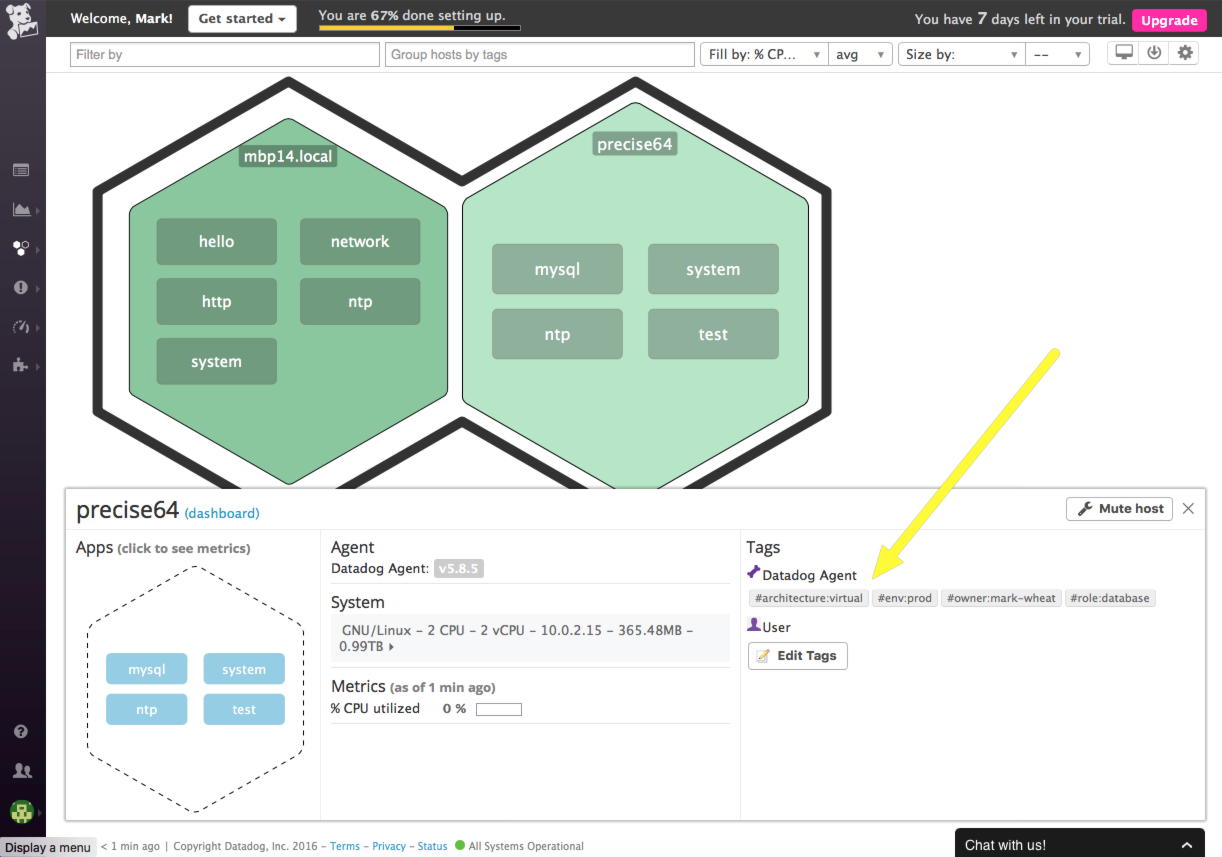 Welcome, Mark!
Get started
You are 67% done setting up.
You have 7 days left in your trial.
Upgrade
Filter by
Group hosts by tags
Fill by: % CP...
avg
Size by:
--
mbp14.local
hello
network
http
ntp
system
precise64
mysql
system
ntp
test
precise64 (dashboard)
Mute host
Apps (click to see metrics)
mysql
system
ntp
test
Agent
Datadog Agent: v5.8.5
System
GNU/Linux – 2 CPU – 2 vCPU – 10.0.2.15 – 365.48MB –
0.99TB
Metrics (as of 1 min ago)
% CPU utilized 0 %
Tags
Datadog Agent
#architecture:virtual #env:prod #owner:mark-wheat #role:database
User
Edit Tags
Display a menu
< 1 min ago | Copyright Datadog, Inc. 2016 – Terms – Privacy – Status All Systems Operational
Chat with us!